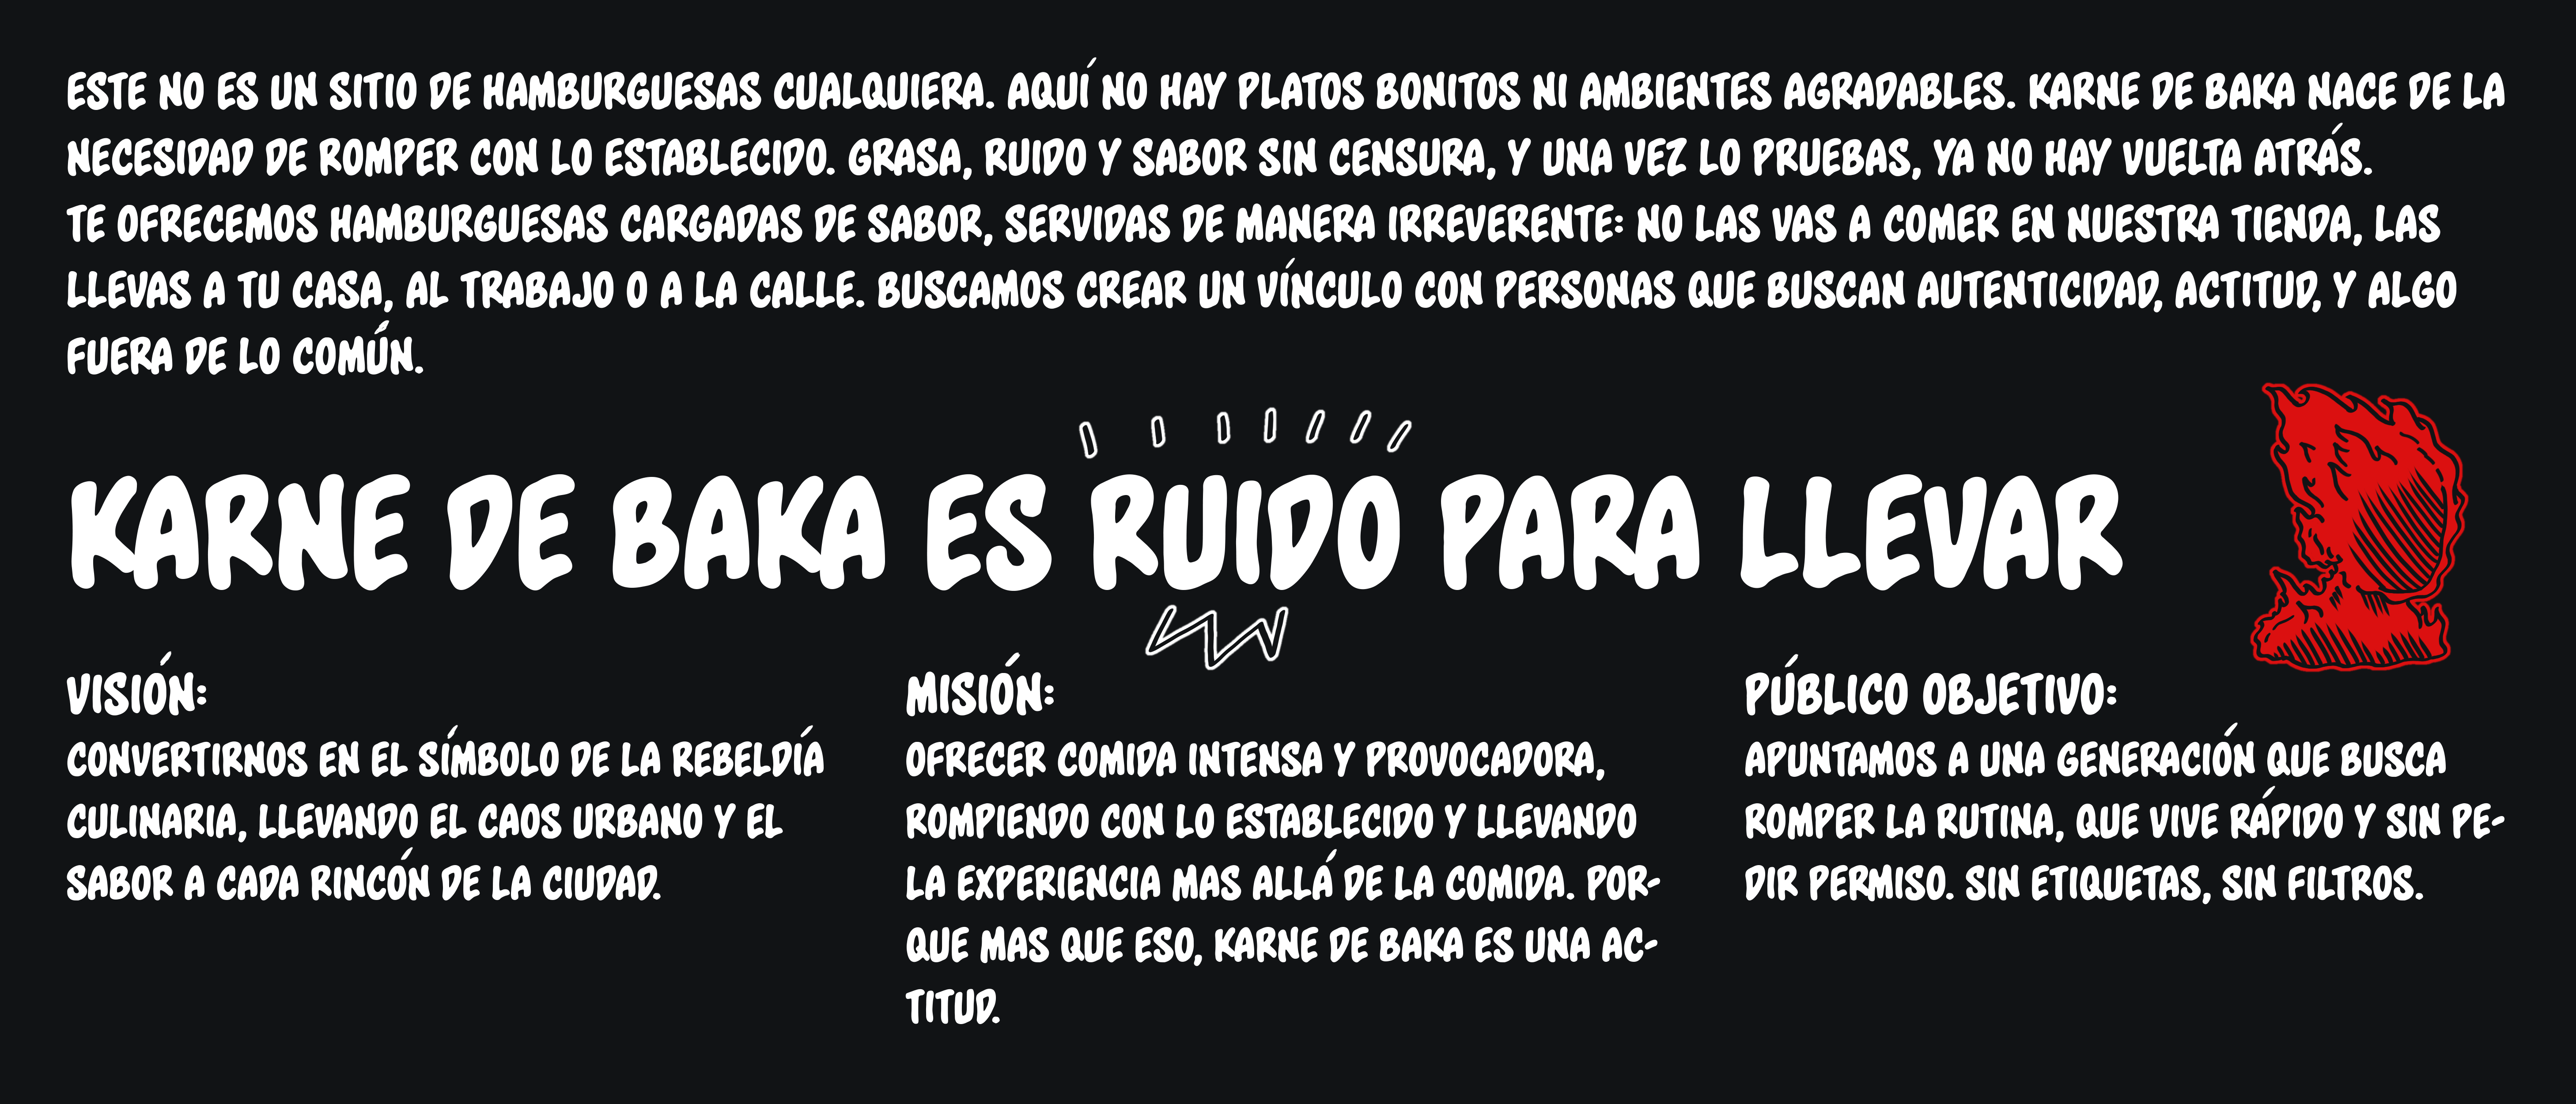 ESTE NO ES UN SITIO DE HAMBURGUESAS CUALQUIERA. AQUÍ NO HAY PLATOS BONITOS NI AMBIENTES AGRADABLES. KARNE DE BAKA NACE DE LA
NECESIDAD DE ROMPER CON LO ESTABLECIDO. GRASA, RUIDO Y SABOR SIN CENSURA, Y UNA VEZ LO PRUEBAS, YA NO HAY VUELTA ATRÁS.
TE OFRECEMOS HAMBURGUESAS CARGADAS DE SABOR, SERVIDAS DE MANERA IRREVERENTE: NO LAS VAS A COMER EN NUESTRA TIENDA, LAS
LLEVAS A TU CASA, AL TRABAJO O A LA CALLE. BUSCAMOS CREAR UN VÍNCULO CON PERSONAS QUE BUSCAN AUTENTICIDAD, ACTITUD, Y ALGO
FUERA DE LO COMÚN.
KARNE DE BAKA ES RUIDO PARA LLEVAR
VISIÓN:
CONVERTIRNOS EN EL SÍMBOLO DE LA REBELDÍA
CULINARIA, LLEVANDO EL CAOS URBANO Y EL
SABOR A CADA RINCÓN DE LA CIUDAD.
MISIÓN:
OFRECER COMIDA INTENSA Y PROVOCADORA,
ROMPIENDO CON LO ESTABLECIDO Y LLEVANDO
LA EXPERIENCIA MAS ALLÁ DE LA COMIDA. POR-
QUE MAS QUE ESO, KARNE DE BAKA ES UNA AC-
TITUD.
PÚBLICO OBJETIVO:
APUNTAMOS A UNA GENERACIÓN QUE BUSCA
ROMPER LA RUTINA, QUE VIVE RÁPIDO Y SIN PE-
DIR PERMISO. SIN ETIQUETAS, SIN FILTROS.